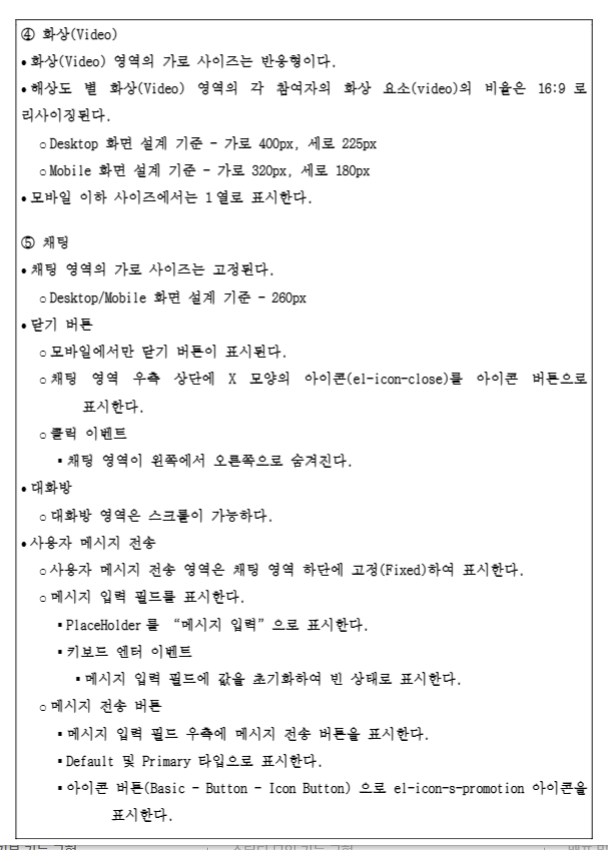 ④ 화상(Video)
•화상(Video) 영역의 가로 사이즈는 반응형이다.
•해상도 별 화상(Video) 영역의 각 참여자의 화상 요소(video)의 비율은 16:9 로
리사이징된다.
○Desktop 화면 설계 기준 - 가로 400px, 세로 225px
○Mobile 화면 설계 기준 - 가로 320px, 세로 180px
•모바일 이하 사이즈에서는 1열로 표시한다.
⑤ 채팅
•채팅 영역의 가로 사이즈는 고정된다.
○Desktop/Mobile 화면 설계 기준 - 260px
•닫기 버튼
○모바일에서만 닫기 버튼이 표시된다.
○채팅 영역 우측 상단에 X 모양의 아이콘(el-icon-close)를 아이콘 버튼으로
표시한다.
○클릭 이벤트
▪채팅 영역이 왼쪽에서 오른쪽으로 숨겨진다.
•대화방
○대화방 영역은 스크롤이 가능하다.
•사용자 메시지 전송
○사용자 메시지 전송 영역은 채팅 영역 하단에 고정(Fixed)하여 표시한다.
○메시지 입력 필드를 표시한다.
▪PlaceHolder를 “메시지 입력”으로 표시한다.
▪키보드 엔터 이벤트
▪메시지 입력 필드에 값을 초기화하여 빈 상태로 표시한다.
○메시지 전송 버튼
▪메시지 입력 필드 우측에 메시지 전송 버튼을 표시한다.
▪Default 및 Primary 타입으로 표시한다.
▪아이콘 버튼(Basic - Button - Icon Button) 으로 el-icon-s-promotion 아이콘을
표시한다.